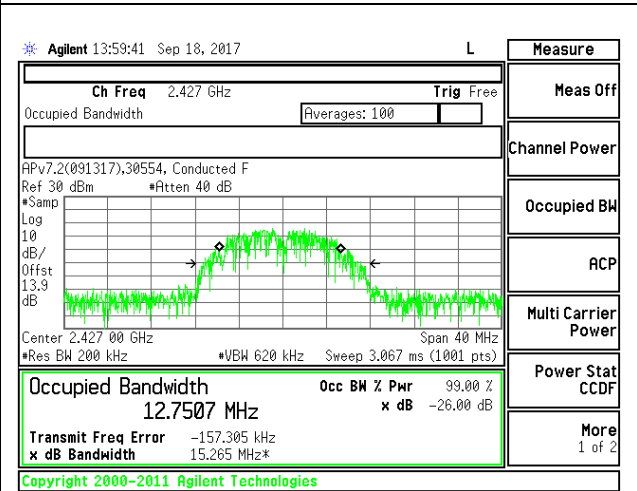 Agilent 13:59:41 Sep 18, 2017 L
Measure
Ch Freq 2.427 GHz Trig Free
Meas Off
Occupied Bandwidth Averages: 100
Channel Power
APv7.2(091317),30554, Conducted F
Ref 30 dBm #Atten 40 dB
#Samp
Log
10
dB/
Offst
13.9
dB
Occupied BW
ACP
Multi Carrier
Power
Center 2.427 00 GHz Span 40 MHz
#Res BW 200 kHz #VBW 620 kHz Sweep 3.067 ms (1001 pts)
Power Stat
CCDF
Occupied Bandwidth Occ BW % Pwr 99.00 %
12.7507 MHz x dB -26.00 dB
Transmit Freq Error -157.305 kHz
x dB Bandwidth 15.265 MHz*
More
1 of 2
Copyright 2000-2011 Agilent Technologies